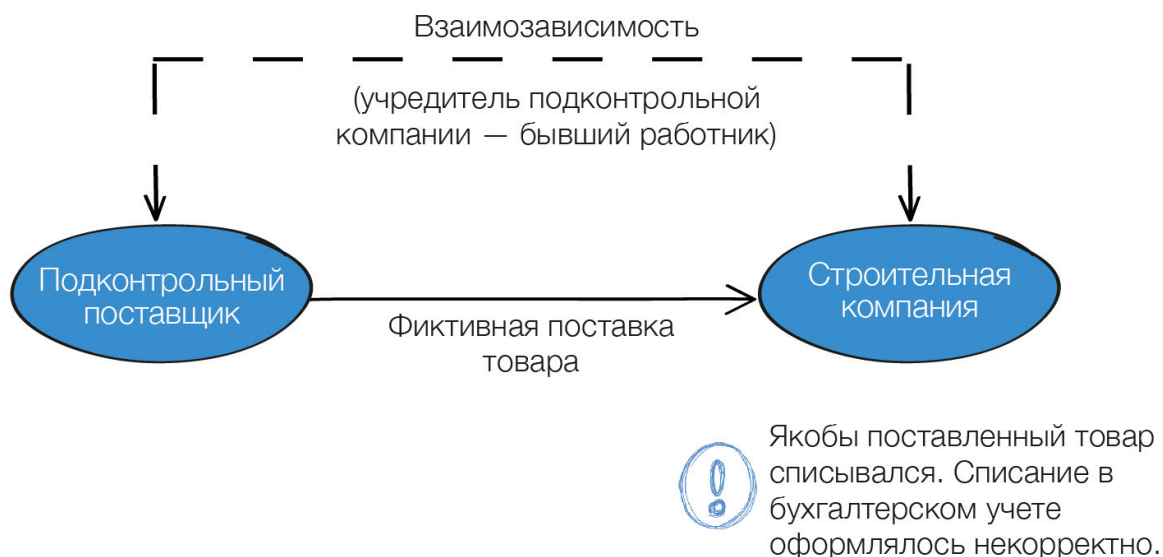 Взаимозависимость
(учредитель подконтрольной
компании — бывший работник)
Подконтрольный
поставщик
Строительная
компания
Фиктивная поставка
товара
Якобы поставленный товар
списывался. Списание в
бухгалтерском учете
оформлялось некорректно.